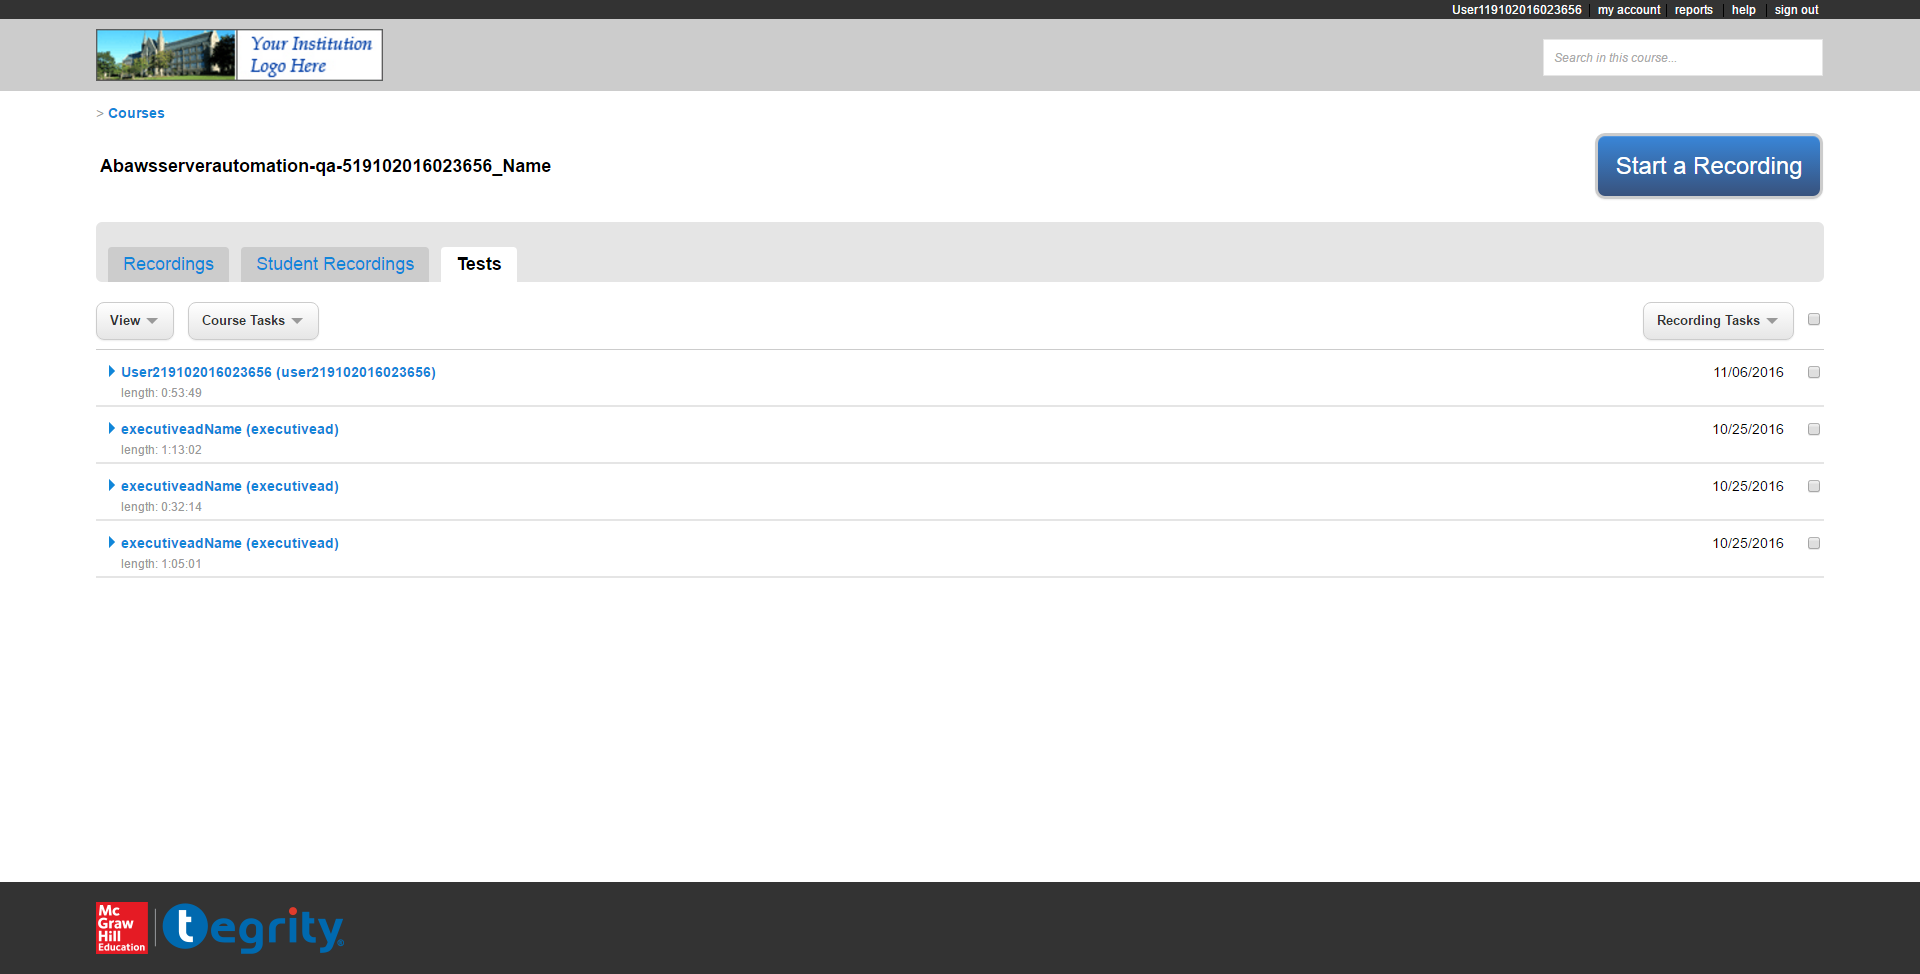 User119102016023656 my account reports help sign out
Your Institution
Logo Here
Search in this course...
> Courses
Abawsserverautomation-qa-519102016023656_Name
Start a Recording
Recordings Student Recordings Tests
View Course Tasks Recording Tasks
User219102016023656 (user219102016023656) 11/06/2016
length: 0:53:49
executiveadName (executivead) 10/25/2016
length: 1:13:02
executiveadName (executivead) 10/25/2016
length: 0:32:14
executiveadName (executivead) 10/25/2016
length: 1:05:01
Mc
Graw
Hill
Education
tegrity®